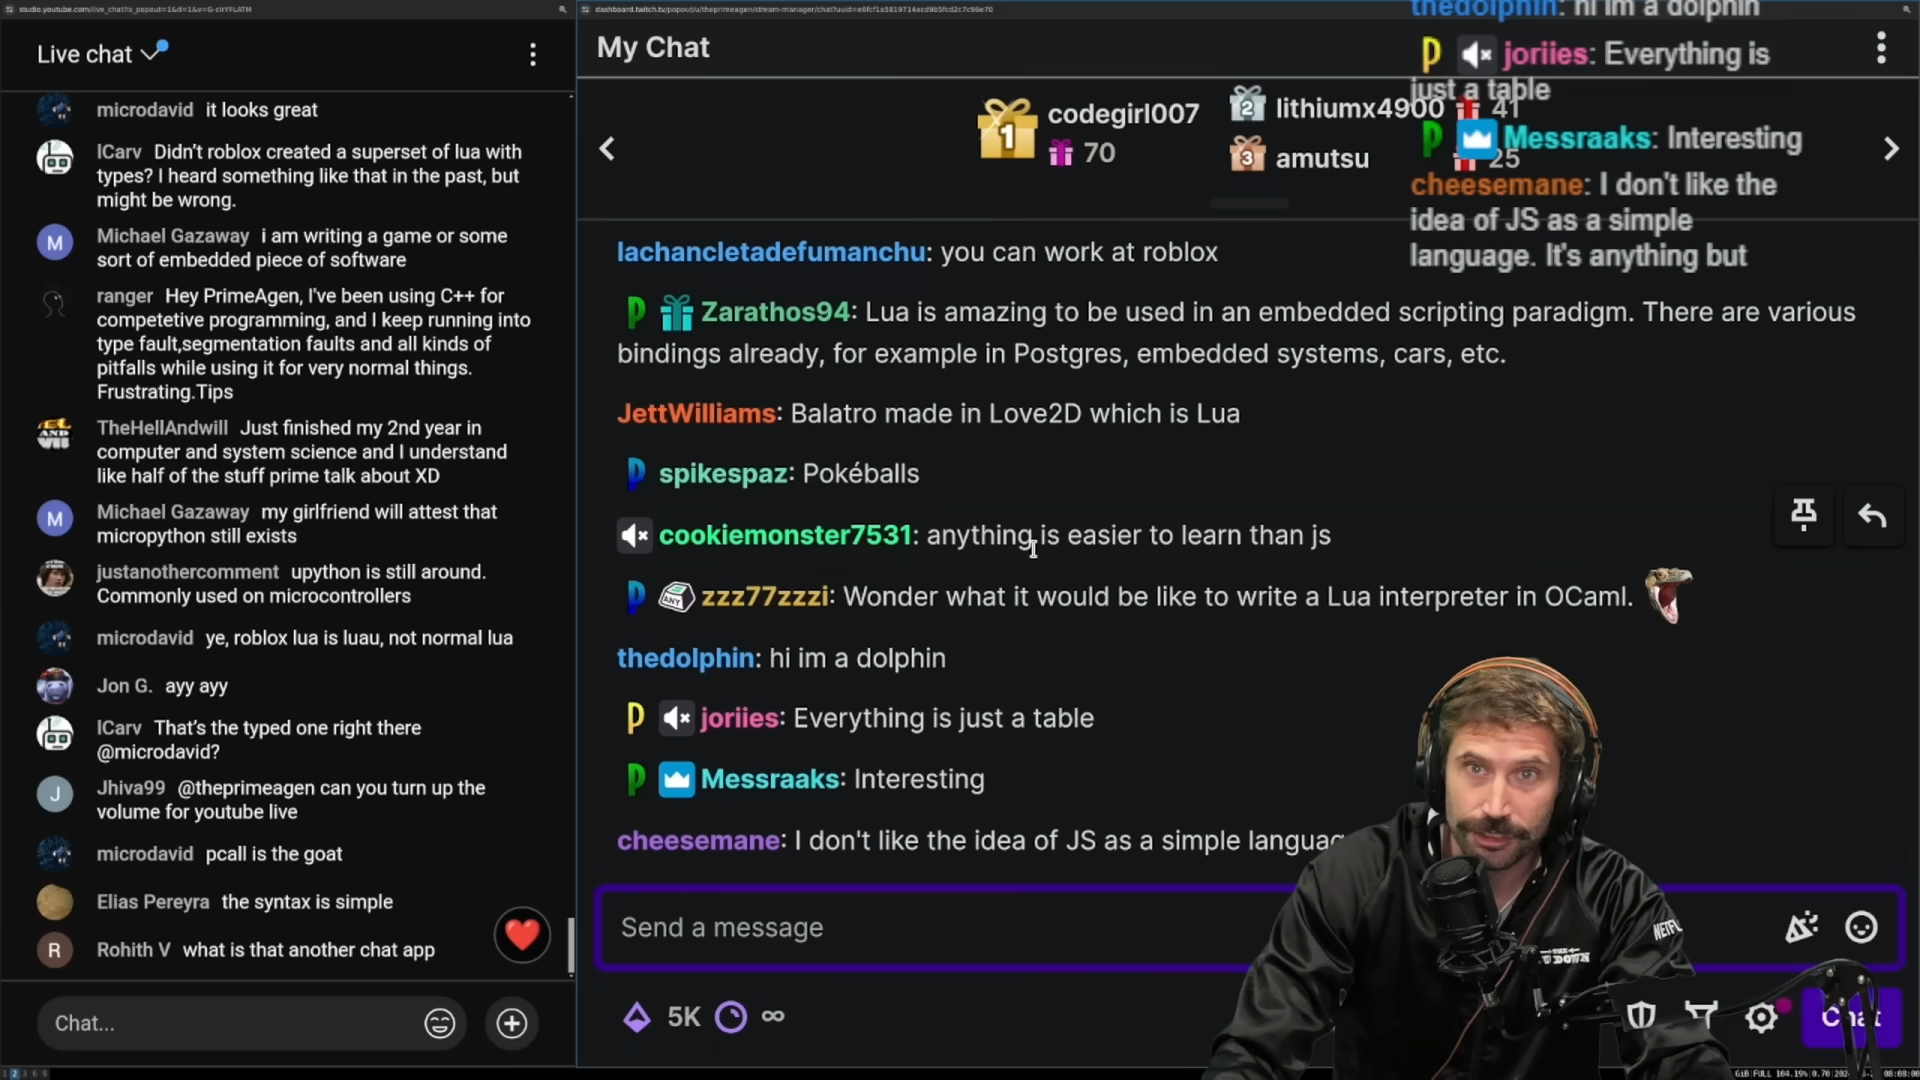 studio.youtube.com/live_chat?is_popout=1&d=1&v=G-cirYFLATM
Live chat
microdavid it looks great
lCarv Didn't roblox created a superset of lua with
types? I heard something like that in the past, but
might be wrong.
M
Michael Gazaway i am writing a game or some
sort of embedded piece of software
ranger Hey PrimeAgen, I've been using C++ for
competetive programming, and I keep running into
type fault,segmentation faults and all kinds of
pitfalls while using it for very normal things.
Frustrating.Tips
TheHellAndwill Just finished my 2nd year in
computer and system science and I understand
like half of the stuff prime talk about XD
M
Michael Gazaway my girlfriend will attest that
micropython still exists
justanothercomment upython is still around.
Commonly used on microcontrollers
microdavid ye, roblox lua is luau, not normal lua
Jon G. ayy ayy
lCarv That's the typed one right there
@microdavid?
J
Jhiva99 @theprimeagen can you turn up the
volume for youtube live
microdavid pcall is the goat
Elias Pereyra the syntax is simple
R
Rohith V what is that another chat app
Chat...
My Chat
1
codegirl007
70
2
lithiumx4900 41
3
amutsu 25
lachancletadefumanchu: you can work at roblox
Zarathos94: Lua is amazing to be used in an embedded scripting paradigm. There are various
bindings already, for example in Postgres, embedded systems, cars, etc.
JettWilliams: Balatro made in Love2D which is Lua
spikespaz: Pokéballs
cookiemonster7531: anything is easier to learn than js
ANY
zzz77zzzi: Wonder what it would be like to write a Lua interpreter in OCaml.
thedolphin: hi im a dolphin
joriies: Everything is just a table
Messraaks: Interesting
cheesemane: I don't like the idea of JS as a simple
Send a message
5K
∞
Chat
thedolphin: hi im a dolphin
joriies: Everything is
just a table
Messraaks: Interesting
cheesemane: I don't like the
idea of JS as a simple
language. It's anything but